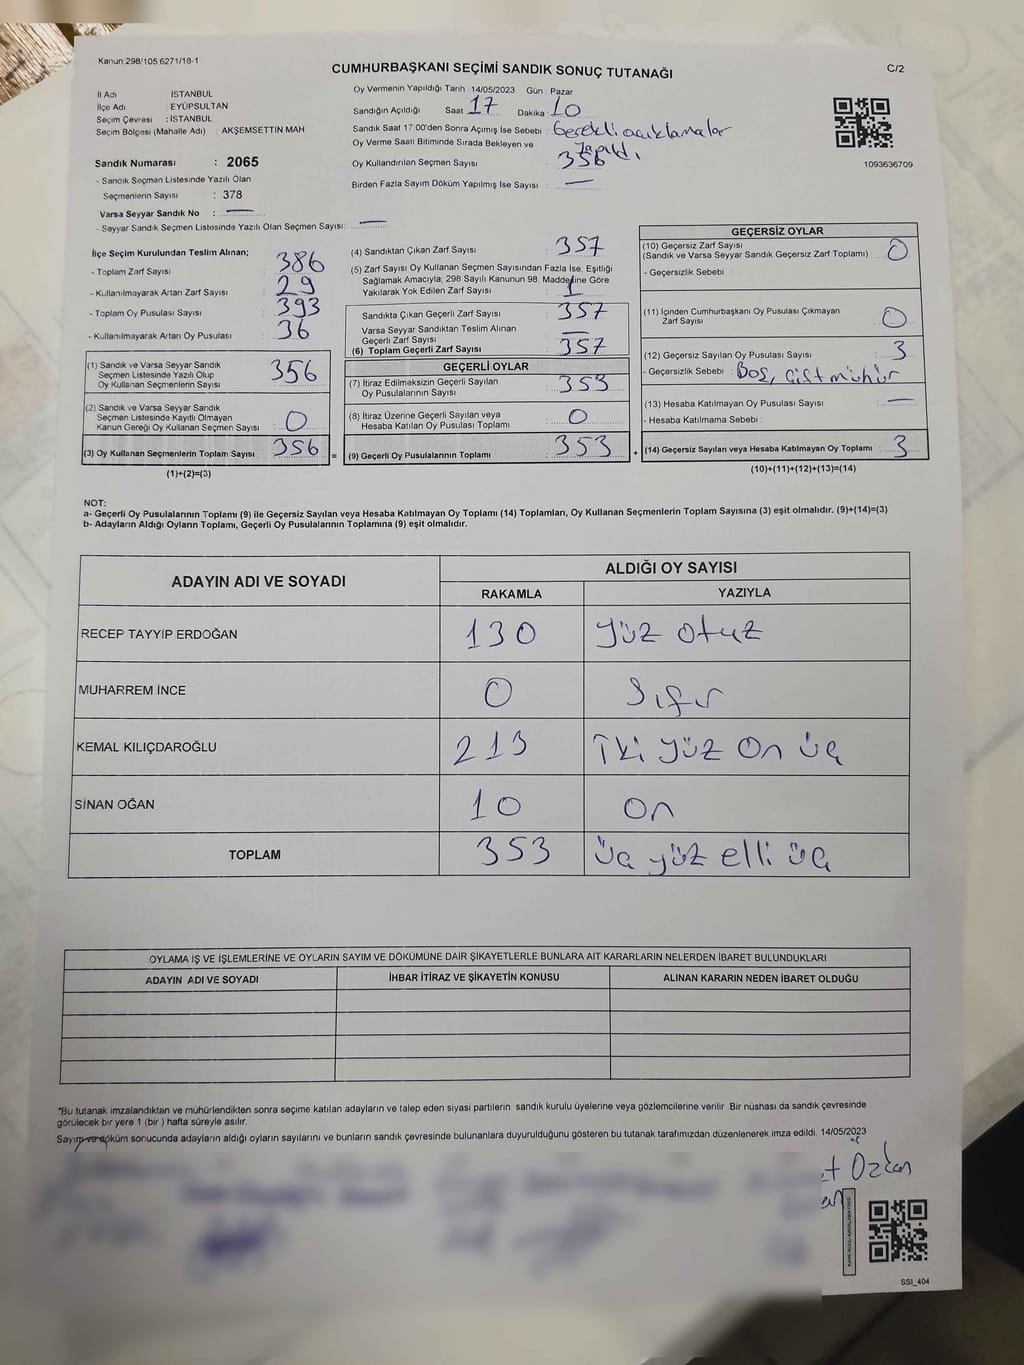 Kanun:298/105 6271/18-1
CUMHURBAŞKANI SEÇİMİ SANDIK SONUÇ TUTANAĞI
C/2
İl Adı : İSTANBUL
İlçe Adı : EYÜPSULTAN
Seçim Çevresi : İSTANBUL
Seçim Bölgesi (Mahalle Adı) : AKŞEMSETTİN MAH
Sandık Numarası : 2065
- Sandık Seçmen Listesinde Yazılı Olan
Seçmenlerin Sayısı : 378
Varsa Seyyar Sandık No : —
- Seyyar Sandık Seçmen Listesinde Yazılı Olan Seçmen Sayısı: —
Oy Vermenin Yapıldığı Tarih : 14/05/2023 Gün : Pazar
Sandığın Açıldığı Saat 17 Dakika : 10
Sandık Saat 17:00'den Sonra Açımış İse Sebebi : Gerekli acıklamalar
yapıldı.
Oy Verme Saati Bitiminde Sırada Bekleyen ve
Oy Kullandırılan Seçmen Sayısı : 356
Birden Fazla Sayım Döküm Yapılmış İse Sayısı : —
1093636709
İlçe Seçim Kurulundan Teslim Alınan;
- Toplam Zarf Sayısı : 386
- Kullanılmayarak Artan Zarf Sayısı : 29
- Toplam Oy Pusulası Sayısı : 393
- Kullanılmayarak Artan Oy Pusulası : 36
(1) Sandık ve Varsa Seyyar Sandık
Seçmen Listesinde Yazılı Olup
Oy Kullanan Seçmenlerin Sayısı : 356
(2) Sandık ve Varsa Seyyar Sandık
Seçmen Listesinde Kayıtlı Olmayan
Kanun Gereği Oy Kullanan Seçmen Sayısı : 0
(3) Oy Kullanan Seçmenlerin Toplam Sayısı : 356 =
(1)+(2)=(3)
(4) Sandıktan Çıkan Zarf Sayısı : 357
(5) Zarf Sayısı Oy Kullanan Seçmen Sayısından Fazla İse, Eşitliği
Sağlamak Amacıyla; 298 Sayılı Kanunun 98. Maddesine Göre
Yakılarak Yok Edilen Zarf Sayısı : 1
Sandıkta Çıkan Geçerli Zarf Sayısı : 357
Varsa Seyyar Sandıktan Teslim Alınan
Geçerli Zarf Sayısı : —
(6) Toplam Geçerli Zarf Sayısı : 357
GEÇERLİ OYLAR
(7) İtiraz Edilmeksizin Geçerli Sayılan
Oy Pusulalarının Sayısı : 353
(8) İtiraz Üzerine Geçerli Sayılan veya
Hesaba Katılan Oy Pusulası Toplamı : 0
(9) Geçerli Oy Pusulalarının Toplamı : 353 +
GEÇERSİZ OYLAR
(10) Geçersiz Zarf Sayısı
(Sandık ve Varsa Seyyar Sandık Geçersiz Zarf Toplamı) : 0
- Geçersizlik Sebebi :
(11) İçinden Cumhurbaşkanı Oy Pusulası Çıkmayan
Zarf Sayısı : 0
(12) Geçersiz Sayılan Oy Pusulası Sayısı : 3
- Geçersizlik Sebebi : Boş, Çift mühür
(13) Hesaba Katılmayan Oy Pusulası Sayısı : —
- Hesaba Katılmama Sebebi :
(14) Geçersiz Sayılan veya Hesaba Katılmayan Oy Toplamı : 3
(10)+(11)+(12)+(13)=(14)
NOT:
a- Geçerli Oy Pusulalarının Toplamı (9) ile Geçersiz Sayılan veya Hesaba Katılmayan Oy Toplamı (14) Toplamları, Oy Kullanan Seçmenlerin Toplam Sayısına (3) eşit olmalıdır. (9)+(14)=(3)
b- Adayların Aldığı Oyların Toplamı, Geçerli Oy Pusulalarının Toplamına (9) eşit olmalıdır.
ADAYIN ADI VE SOYADI ALDIĞI OY SAYISI
RAKAMLA YAZIYLA
RECEP TAYYİP ERDOĞAN 130 yüz otuz
MUHARREM İNCE 0 Sıfır
KEMAL KILIÇDAROĞLU 213 İki yüz On üç
SİNAN OĞAN 10 On
TOPLAM 353 üç yüz elli üç
OYLAMA İŞ VE İŞLEMLERİNE VE OYLARIN SAYIM VE DÖKÜMÜNE DAİR ŞİKAYETLERLE BUNLARA AİT KARARLARIN NELERDEN İBARET BULUNDUKLARI
ADAYIN ADI VE SOYADI İHBAR İTİRAZ VE ŞİKAYETİN KONUSU ALINAN KARARIN NEDEN İBARET OLDUĞU
*Bu tutanak imzalandıktan ve mühürlendikten sonra seçime katılan adayların ve talep eden siyasi partilerin sandık kurulu üyelerine veya gözlemcilerine verilir. Bir nüshası da sandık çevresinde
görülecek bir yere 1 (bir ) hafta süreyle asılır.
Sayım ve döküm sonucunda adayların aldığı oyların sayılarını ve bunların sandık çevresinde bulunanlara duyurulduğunu gösteren bu tutanak tarafımızdan düzenlenerek imza edildi. 14/05/2023
et Özkan
SSI_404